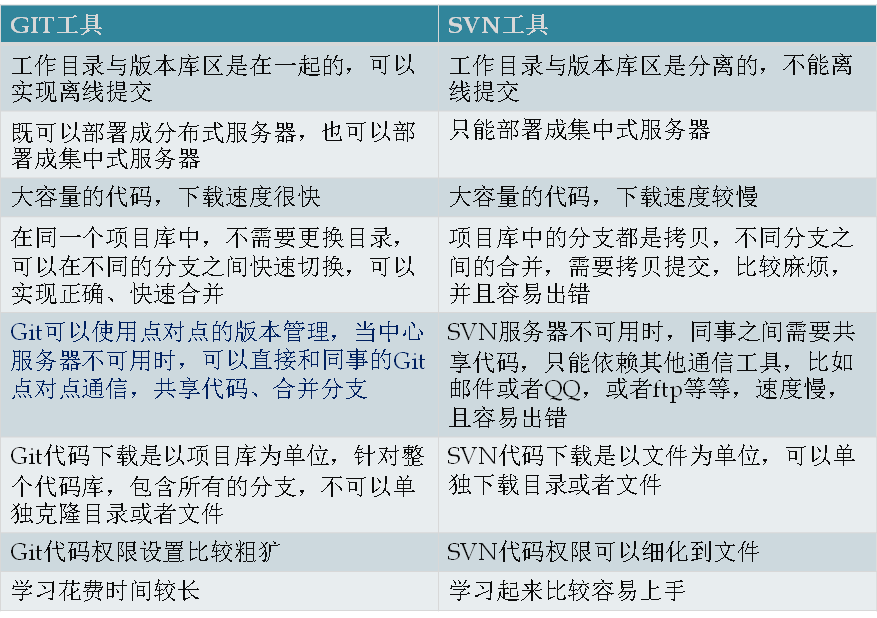 GIT工具
SVN工具
工作目录与版本库区是在一起的，可以
实现离线提交
工作目录与版本库区是分离的，不能离
线提交
既可以部署成分布式服务器，也可以部
署成集中式服务器
只能部署成集中式服务器
大容量的代码，下载速度很快
大容量的代码，下载速度较慢
在同一个项目库中，不需要更换目录，
可以在不同的分支之间快速切换，可以
实现正确、快速合并
项目库中的分支都是拷贝，不同分支之
间的合并，需要拷贝提交，比较麻烦，
并且容易出错
Git可以使用点对点的版本管理，当中心
服务器不可用时，可以直接和同事的Git
点对点通信，共享代码、合并分支
SVN服务器不可用时，同事之间需要共
享代码，只能依赖其他通信工具，比如
邮件或者QQ，或者ftp等等，速度慢，
且容易出错
Git代码下载是以项目库为单位，针对整
个代码库，包含所有的分支，不可以单
独克隆目录或者文件
SVN代码下载是以文件为单位，可以单
独下载目录或者文件
Git代码权限设置比较粗犷
SVN代码权限可以细化到文件
学习花费时间较长
学习起来比较容易上手